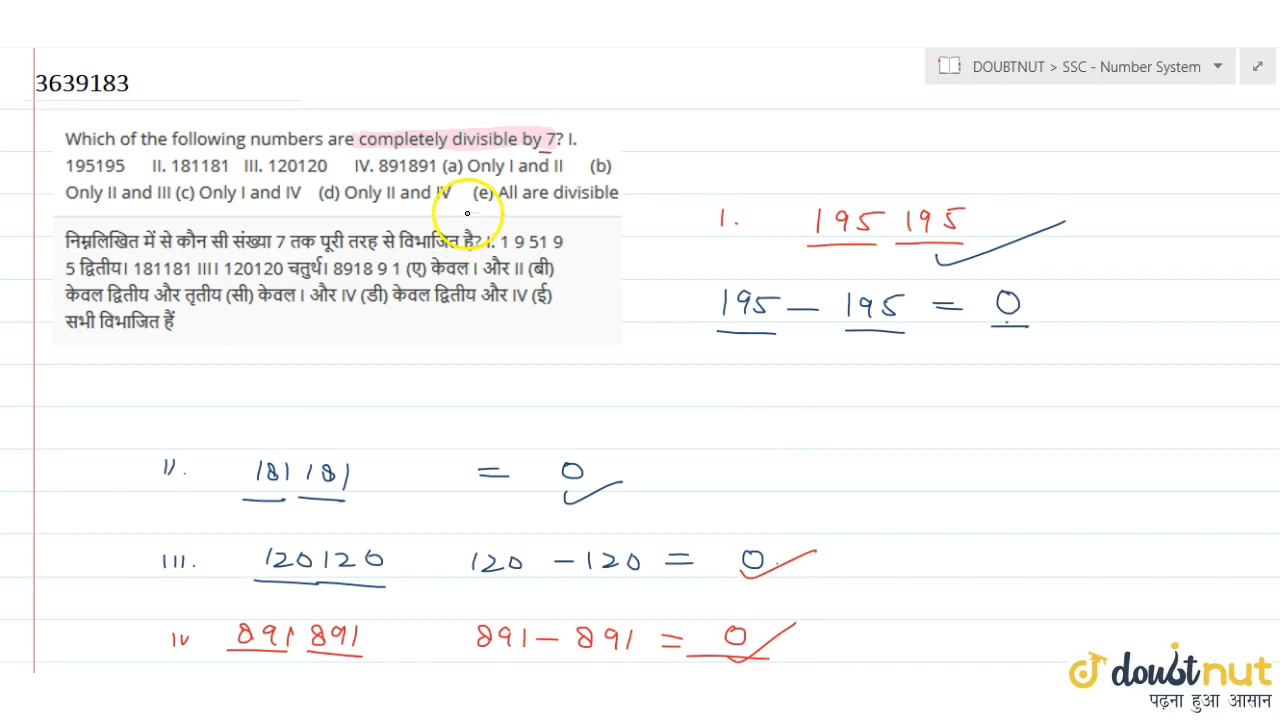 DOUBTNUT > SSC - Number System
3639183
Which of the following numbers are completely divisible by 7? I.
195195 II. 181181 III. 120120 IV. 891891 (a) Only I and II (b)
Only II and III (c) Only I and IV (d) Only II and IV (e) All are divisible
निम्नलिखित में से कौन सी संख्या 7 तक पूरी तरह से विभाजित है? I. 1 9 51 9
5 द्वितीय। 181181 III। 120120 चतुर्थ। 8918 9 1 (ए) केवल I और II (बी)
केवल द्वितीय और तृतीय (सी) केवल I और IV (डी) केवल द्वितीय और IV (ई)
सभी विभाजित हैं
I. 195 195
195 – 195 = 0
II. 181 181 = 0
III. 120120 120 – 120 = 0
IV 891 891 891 – 891 = 0
doubtnut
पढ़ना हुआ आसान